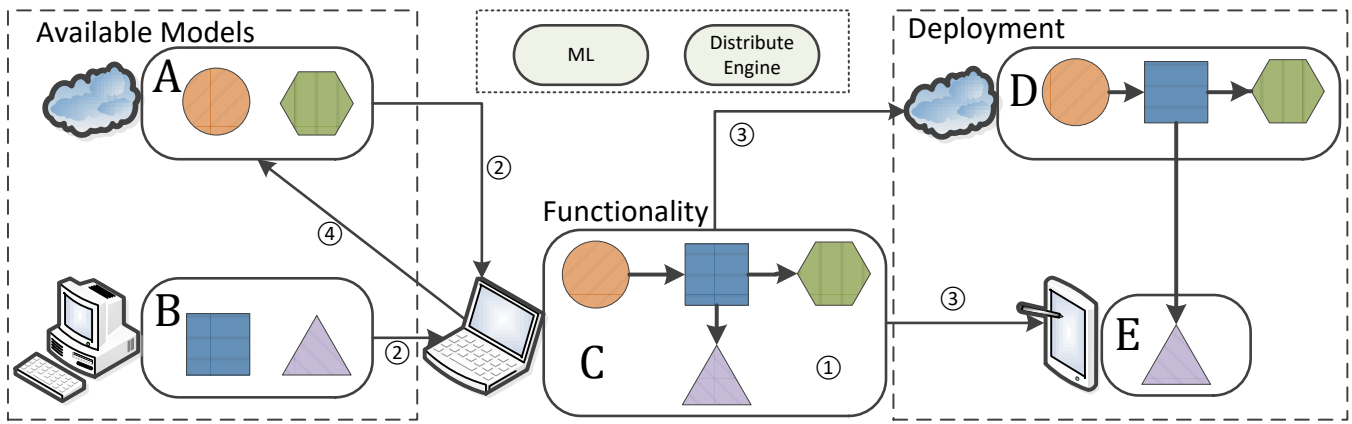 Available Models
A
②
④
B
②
ML
Distribute
Engine
③
Functionality
C
①
③
Deployment
D
E